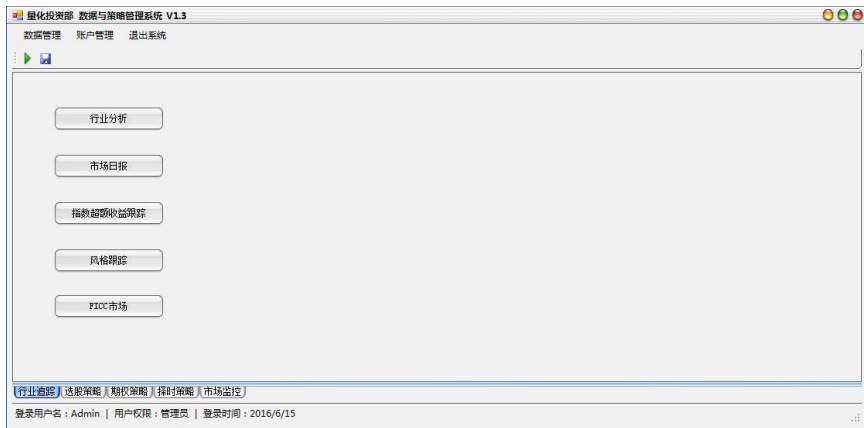 量化投资部 数据与策略管理系统 V1.3
数据管理 账户管理 退出系统
行业分析
市场日报
指数超额收益跟踪
风格跟踪
FICC市场
行业追踪 选股策略 期权策略 择时策略 市场监控
登录用户名：Admin | 用户权限：管理员 | 登录时间：2016/6/15